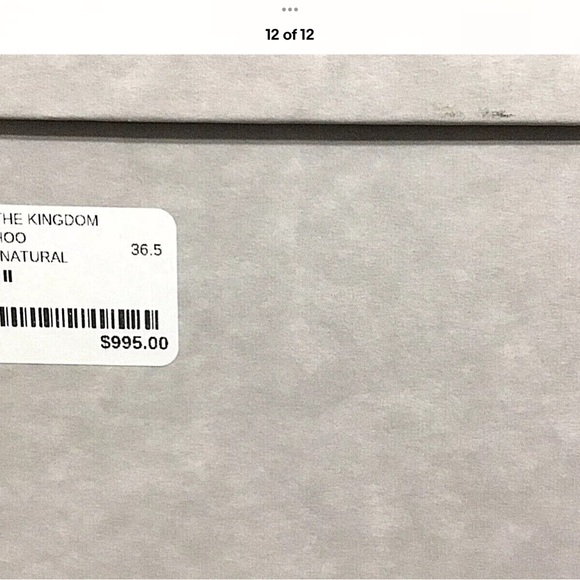 12 of 12
THE KINGDOM
HOO
36.5
NATURAL
$995.00